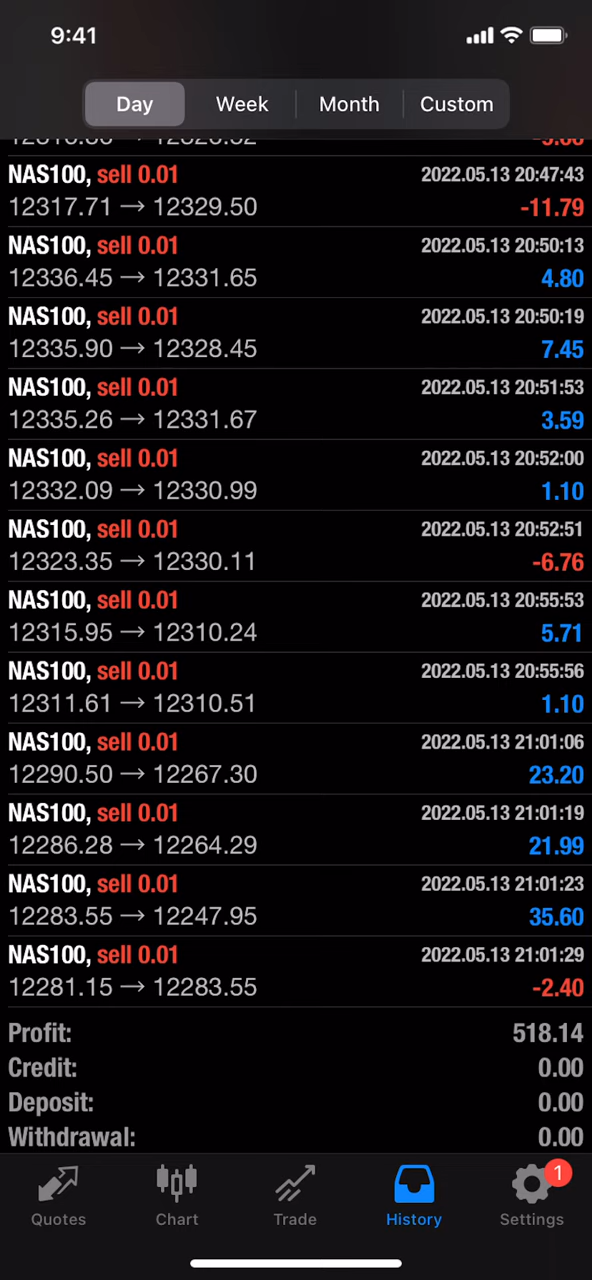 9:41
Day Week Month Custom
NAS100, sell 0.01 2022.05.13 20:47:43
12317.71 → 12329.50 -11.79
NAS100, sell 0.01 2022.05.13 20:50:13
12336.45 → 12331.65 4.80
NAS100, sell 0.01 2022.05.13 20:50:19
12335.90 → 12328.45 7.45
NAS100, sell 0.01 2022.05.13 20:51:53
12335.26 → 12331.67 3.59
NAS100, sell 0.01 2022.05.13 20:52:00
12332.09 → 12330.99 1.10
NAS100, sell 0.01 2022.05.13 20:52:51
12323.35 → 12330.11 -6.76
NAS100, sell 0.01 2022.05.13 20:55:53
12315.95 → 12310.24 5.71
NAS100, sell 0.01 2022.05.13 20:55:56
12311.61 → 12310.51 1.10
NAS100, sell 0.01 2022.05.13 21:01:06
12290.50 → 12267.30 23.20
NAS100, sell 0.01 2022.05.13 21:01:19
12286.28 → 12264.29 21.99
NAS100, sell 0.01 2022.05.13 21:01:23
12283.55 → 12247.95 35.60
NAS100, sell 0.01 2022.05.13 21:01:29
12281.15 → 12283.55 -2.40
Profit: 518.14
Credit: 0.00
Deposit: 0.00
Withdrawal: 0.00
1
Quotes Chart Trade History Settings